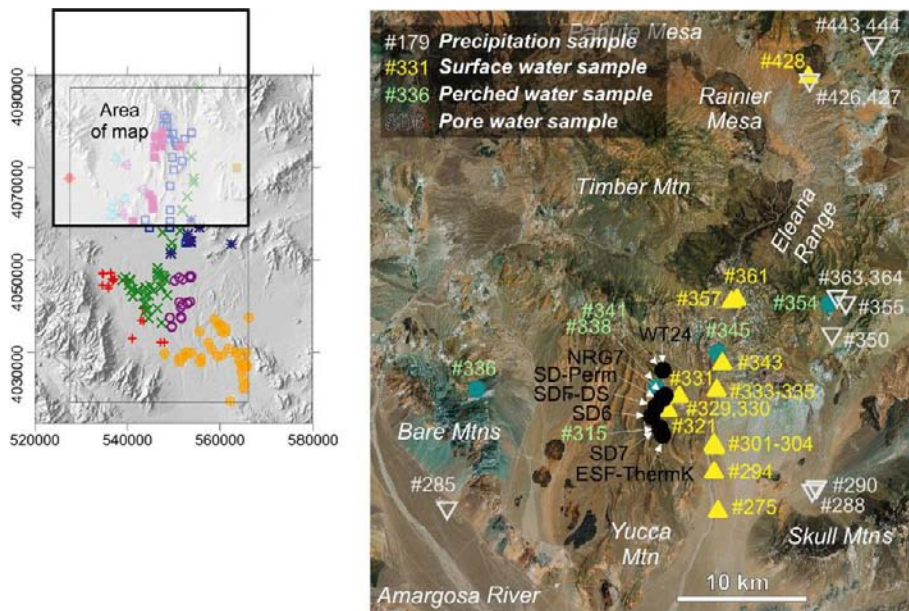 Area
of map
4090000
4070000
4050000
4030000
520000 540000 560000 580000
Pahute Mesa
#179 Precipitation sample
#331 Surface water sample
#336 Perched water sample
Pore water sample
#443,444
#428
#426,427
Rainier
Mesa
Timber Mtn
Eleana
Range
#361
#357
#363,364
#354
#355
#350
#341
#338
WT24
#345
NRG7
#343
SD-Perm
#331
#333-335
SDF-DS
#329,330
SD6
#321
#315
#301-304
SD7
ESF-ThermK
#294
#336
Bare Mtns
#285
#290
#288
#275
Yucca
Mtn
Skull Mtns
Amargosa River
10 km